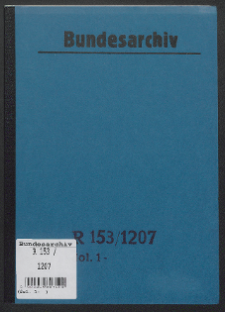 Bundesarchiv
R 153/1207
ol. 1-
Bundesarchiv
R 153 /
1207